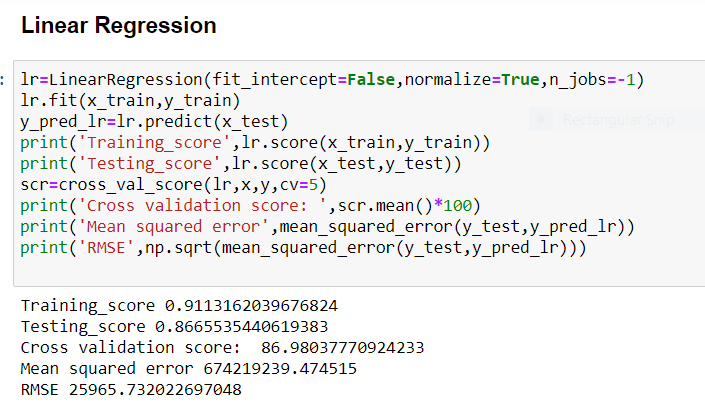 Linear Regression
:
lr=LinearRegression(fit_intercept=False,normalize=True,n_jobs=-1)
lr.fit(x_train,y_train)
y_pred_lr=lr.predict(x_test)
Rectangular Snip
print('Training_score',lr.score(x_train,y_train))
print('Testing_score',lr.score(x_test,y_test))
scr=cross_val_score(lr,x,y,cv=5)
print('Cross validation score: ',scr.mean()*100)
print('Mean squared error',mean_squared_error(y_test,y_pred_lr))
print('RMSE',np.sqrt(mean_squared_error(y_test,y_pred_lr)))
Training_score 0.9113162039676824
Testing_score 0.8665535440619383
Cross validation score:  86.98037770924233
Mean squared error 674219239.474515
RMSE 25965.732022697048